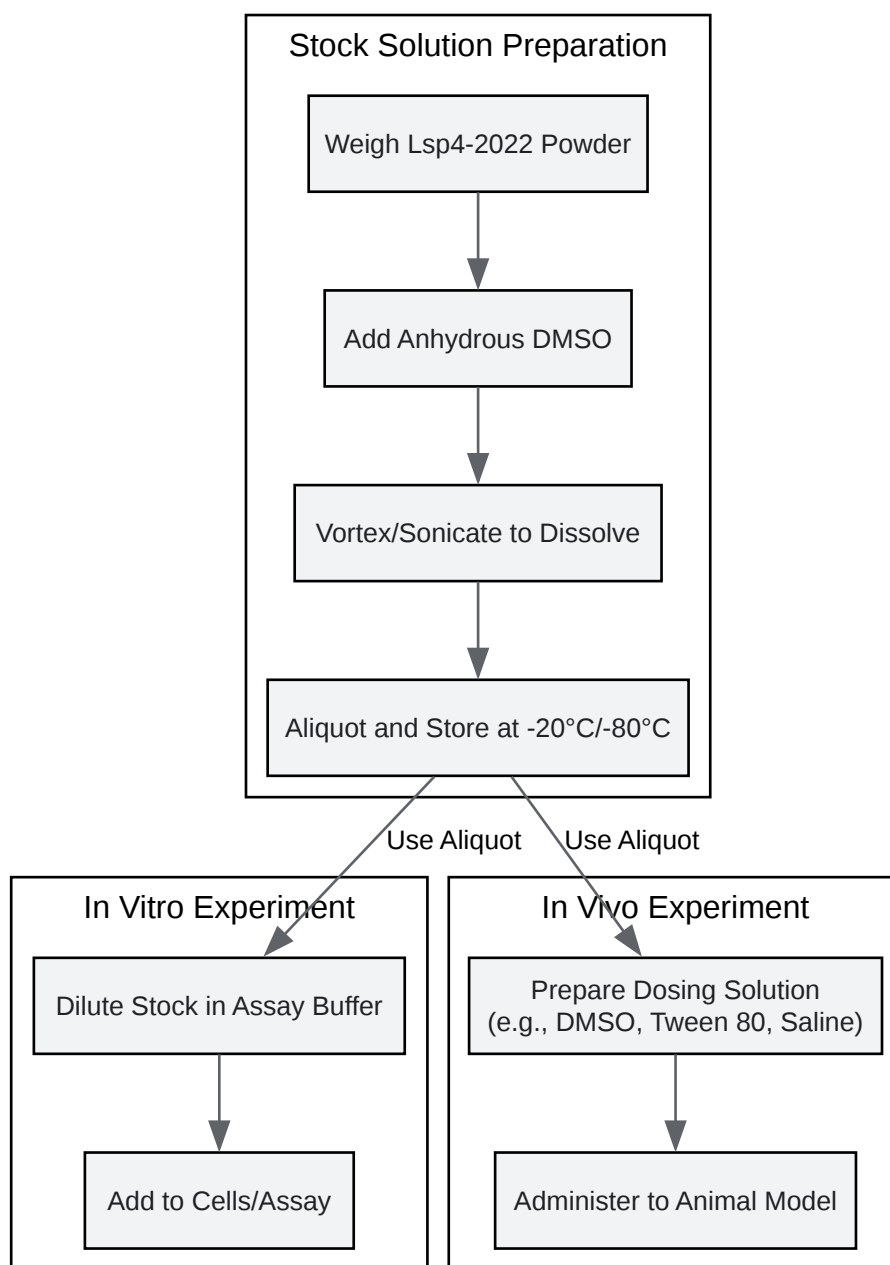 Stock Solution Preparation
Weigh Lsp4-2022 Powder
Add Anhydrous DMSO
Vortex/Sonicate to Dissolve
Aliquot and Store at -20°C/-80°C
Use Aliquot
Use Aliquot
In Vitro Experiment
Dilute Stock in Assay Buffer
Add to Cells/Assay
In Vivo Experiment
Prepare Dosing Solution
(e.g., DMSO, Tween 80, Saline)
Administer to Animal Model